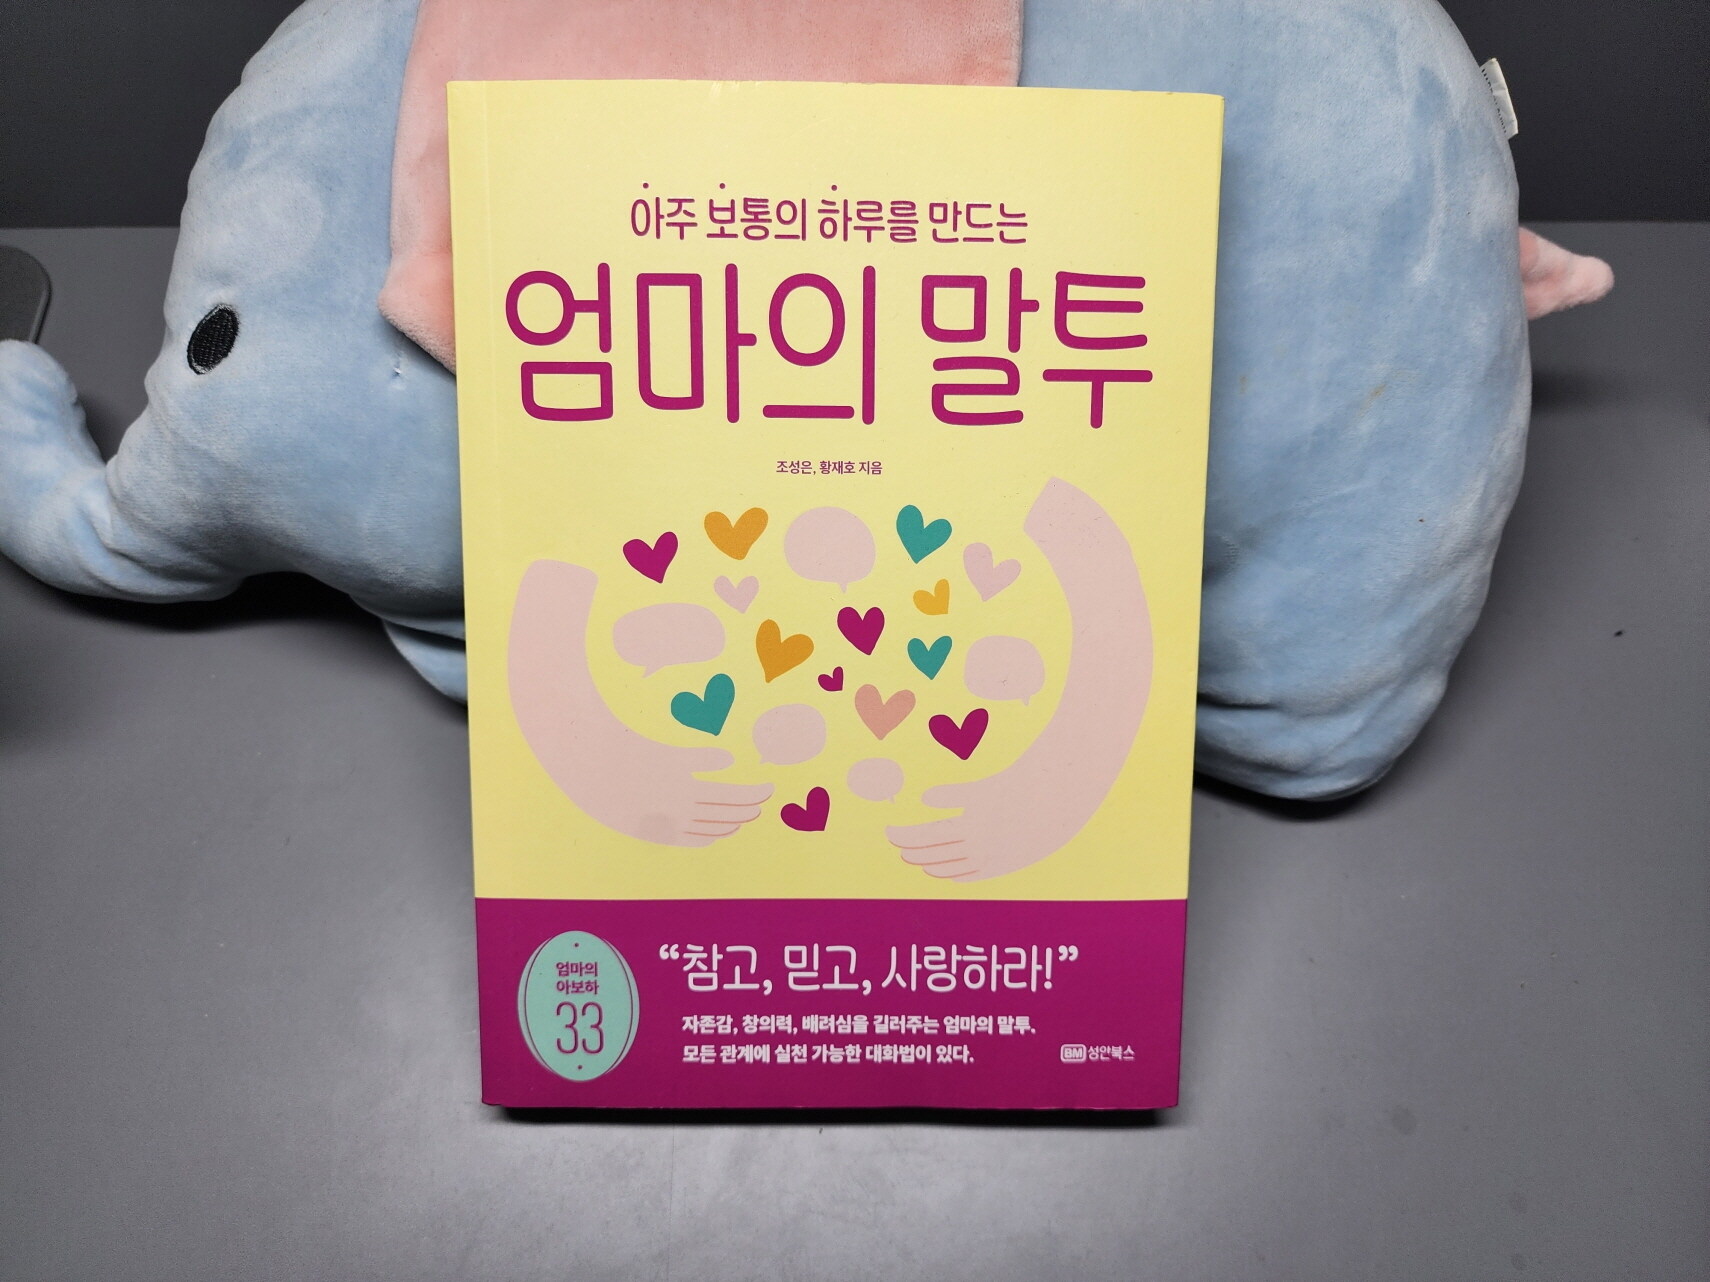 아주 보통의 하루를 만드는
엄마의 말투
조성은, 황재호 지음
엄마의
아보하
33
“참고, 믿고, 사랑하라!”
자존감, 창의력, 배려심을 길러주는 엄마의 말투.
모든 관계에 실천 가능한 대화법이 있다.
BM 성안북스